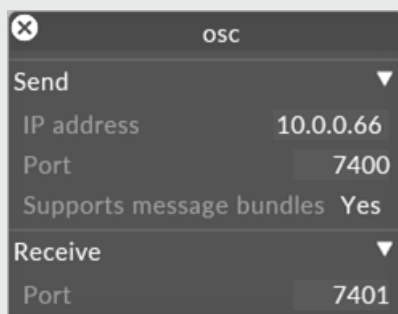 osc
Send
IP address 10.0.0.66
Port 7400
Supports message bundles Yes
Receive
Port 7401